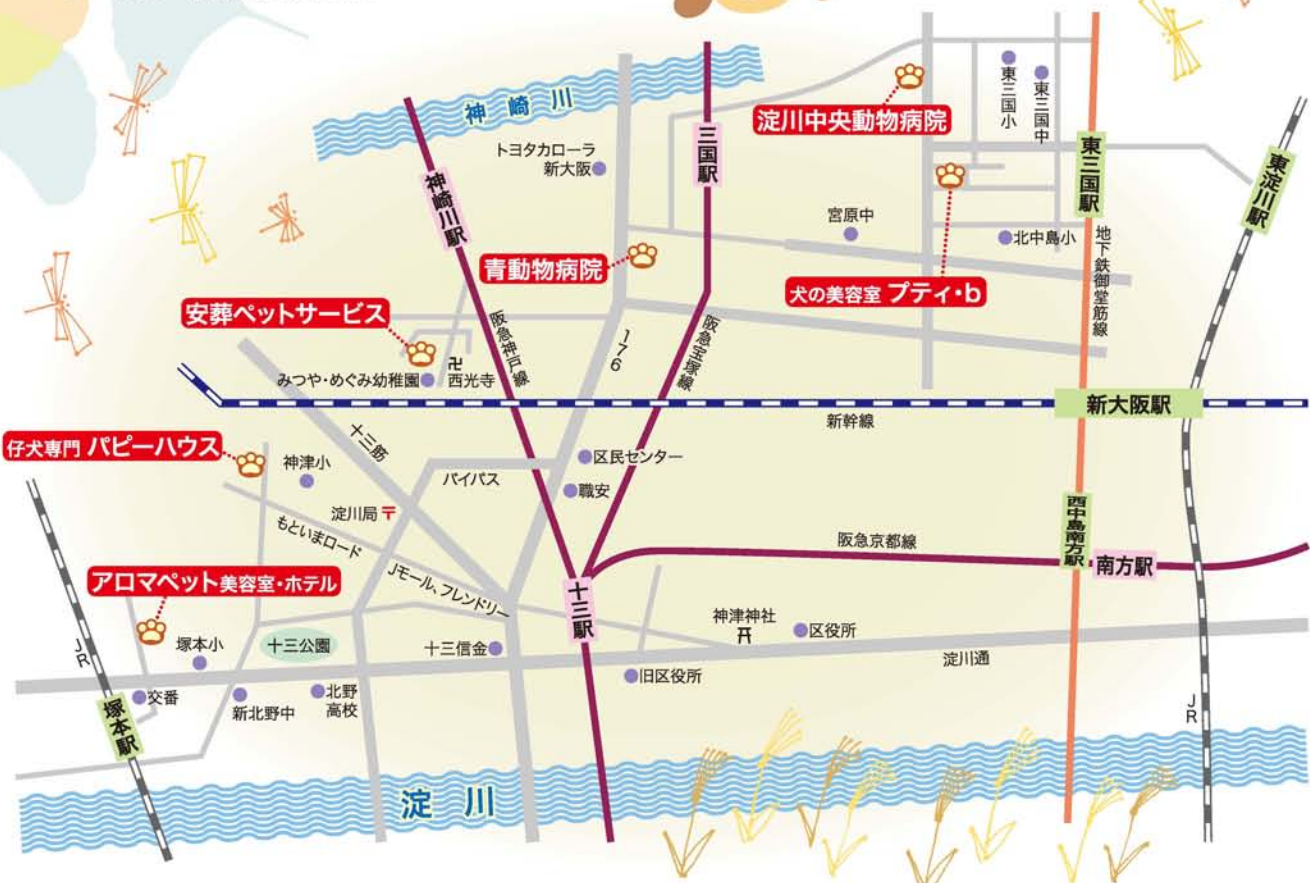 神崎川
トヨタカローラ
新大阪
神崎川駅
三国駅
淀川中央動物病院
東三国小
東三国中
東三国駅
東淀川駅
宮原中
北中島小
地下鉄御堂筋線
青動物病院
犬の美容室 プティ・b
安葬ペットサービス
阪急神戸線
176
阪急宝塚線
みつや・めぐみ幼稚園
卍
西光寺
新幹線
新大阪駅
仔犬専門 パピーハウス
神津小
十三筋
バイパス
区民センター
職安
淀川局 〒
もといまロード
Jモール、フレンドリー
阪急京都線
西中島南方駅
南方駅
アロマペット 美容室・ホテル
十三駅
神津神社
区役所
淀川通
塚本小
十三公園
十三信金
旧区役所
JR
交番
新北野中
北野
高校
塚本駅
JR
淀川